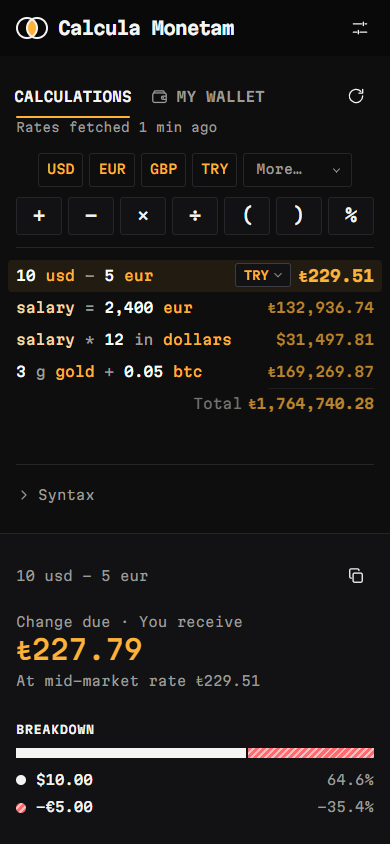 Calcula Monetam
CALCULATIONS MY WALLET
Rates fetched 1 min ago
USD EUR GBP TRY More…
+ − × ÷ ( ) %
10 usd − 5 eur TRY ₺229.51
salary = 2,400 eur ₺132,936.74
salary * 12 in dollars $31,497.81
3 g gold + 0.05 btc ₺169,269.87
Total ₺1,764,740.28
Syntax
10 usd − 5 eur
Change due · You receive
₺227.79
At mid-market rate ₺229.51
BREAKDOWN
$10.00 64.6%
−€5.00 −35.4%